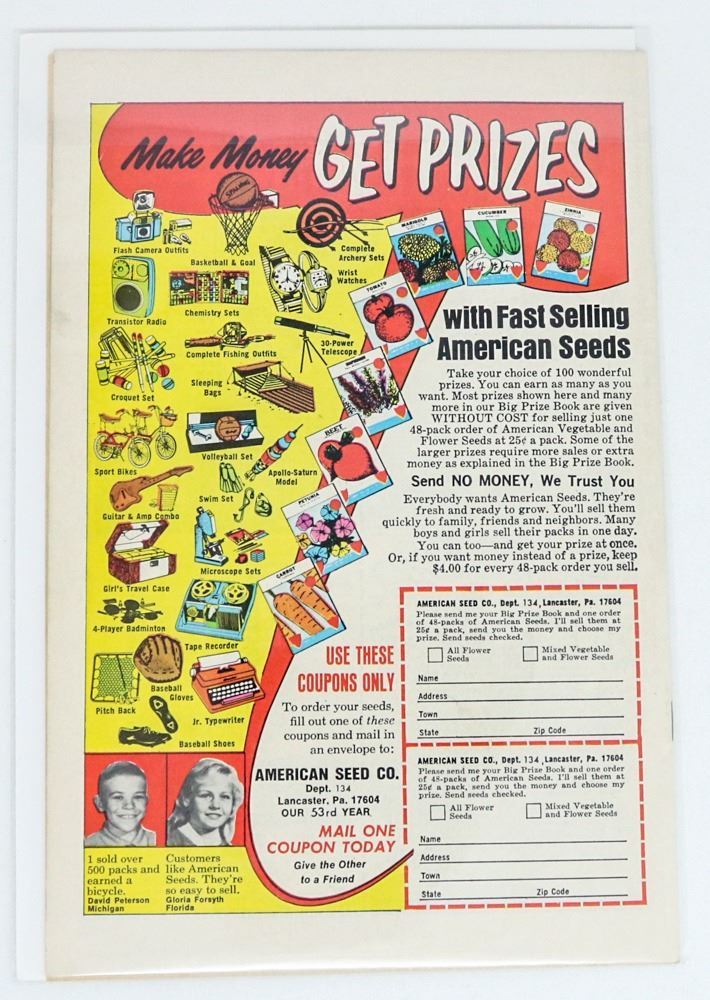 Make Money GET PRIZES
SPALDING
MARIGOLD
CUCUMBER
ZINNIA
Flash Camera Outfits
Basketball & Goal
Complete
Archery Sets
Wrist
Watches
Transistor Radio
Chemistry Sets
TOMATO
Complete Fishing Outfits
30-Power
Telescope
Croquet Set
Sleeping
Bags
BEET
Sport Bikes
Volleyball Set
Apollo-Saturn
Model
Swim Set
Guitar & Amp Combo
PETUNIA
Microscope Sets
Girl's Travel Case
CARROT
4-Player Badminton
Tape Recorder
Baseball
Gloves
Pitch Back
Jr. Typewriter
Baseball Shoes
with Fast Selling
American Seeds
Take your choice of 100 wonderful
prizes. You can earn as many as you
want. Most prizes shown here and many
more in our Big Prize Book are given
WITHOUT COST for selling just one
48-pack order of American Vegetable and
Flower Seeds at 25¢ a pack. Some of the
larger prizes require more sales or extra
money as explained in the Big Prize Book.
Send NO MONEY, We Trust You
Everybody wants American Seeds. They're
fresh and ready to grow. You'll sell them
quickly to family, friends and neighbors. Many
boys and girls sell their packs in one day.
You can too—and get your prize at once.
Or, if you want money instead of a prize, keep
$4.00 for every 48-pack order you sell.
USE THESE
COUPONS ONLY
To order your seeds,
fill out one of these
coupons and mail in
an envelope to:
AMERICAN SEED CO.
Dept. 134
Lancaster, Pa. 17604
OUR 53rd YEAR
MAIL ONE
COUPON TODAY
Give the Other
to a Friend
AMERICAN SEED CO., Dept. 134, Lancaster, Pa. 17604
Please send me your Big Prize Book and one order
of 48-packs of American Seeds. I'll sell them at
25¢ a pack, send you the money and choose my
prize. Send seeds checked.
All Flower
Seeds
Mixed Vegetable
and Flower Seeds
Name
Address
Town
State Zip Code
AMERICAN SEED CO., Dept. 134, Lancaster, Pa. 17604
Please send me your Big Prize Book and one order
of 48-packs of American Seeds. I'll sell them at
25¢ a pack, send you the money and choose my
prize. Send seeds checked.
All Flower
Seeds
Mixed Vegetable
and Flower Seeds
Name
Address
Town
State Zip Code
I sold over
500 packs and
earned a
bicycle.
David Peterson
Michigan
Customers
like American
Seeds. They're
so easy to sell.
Gloria Forsyth
Florida